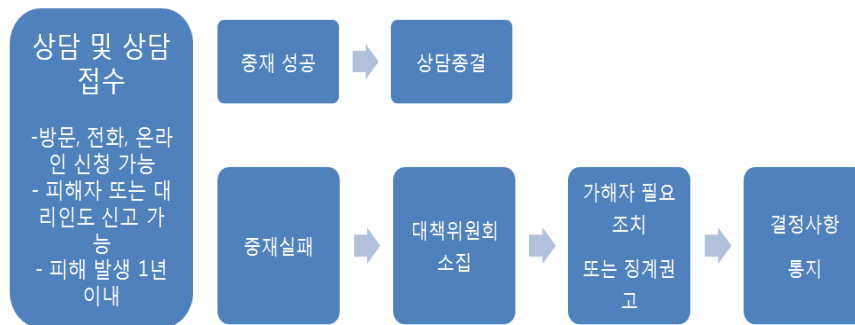 상담 및 상담
접수
-방문, 전화, 온라
인 신청 가능
- 피해자 또는 대
리인도 신고 가
능
- 피해 발생 1년
이내
중재 성공
상담종결
중재실패
대책위원회
소집
가해자 필요
조치
또는 징계권
고
결정사항
통지